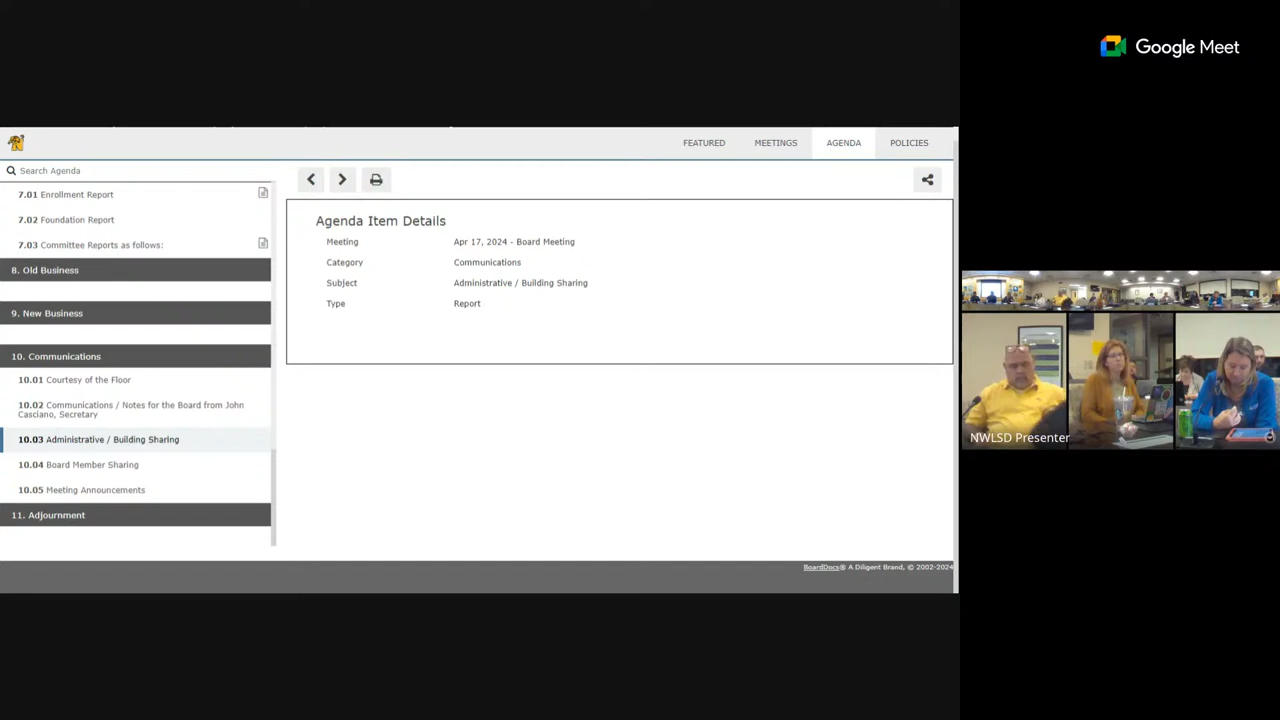 Google Meet
FEATURED
MEETINGS
AGENDA
POLICIES
Search Agenda
7.01 Enrollment Report
7.02 Foundation Report
7.03 Committee Reports as follows:
8. Old Business
9. New Business
10. Communications
10.01 Courtesy of the Floor
10.02 Communications / Notes for the Board from John
Casciano, Secretary
10.03 Administrative / Building Sharing
10.04 Board Member Sharing
10.05 Meeting Announcements
11. Adjournment
Agenda Item Details
Meeting Apr 17, 2024 - Board Meeting
Category Communications
Subject Administrative / Building Sharing
Type Report
BoardDocs® A Diligent Brand, © 2002-2024
NWLSD Presenter